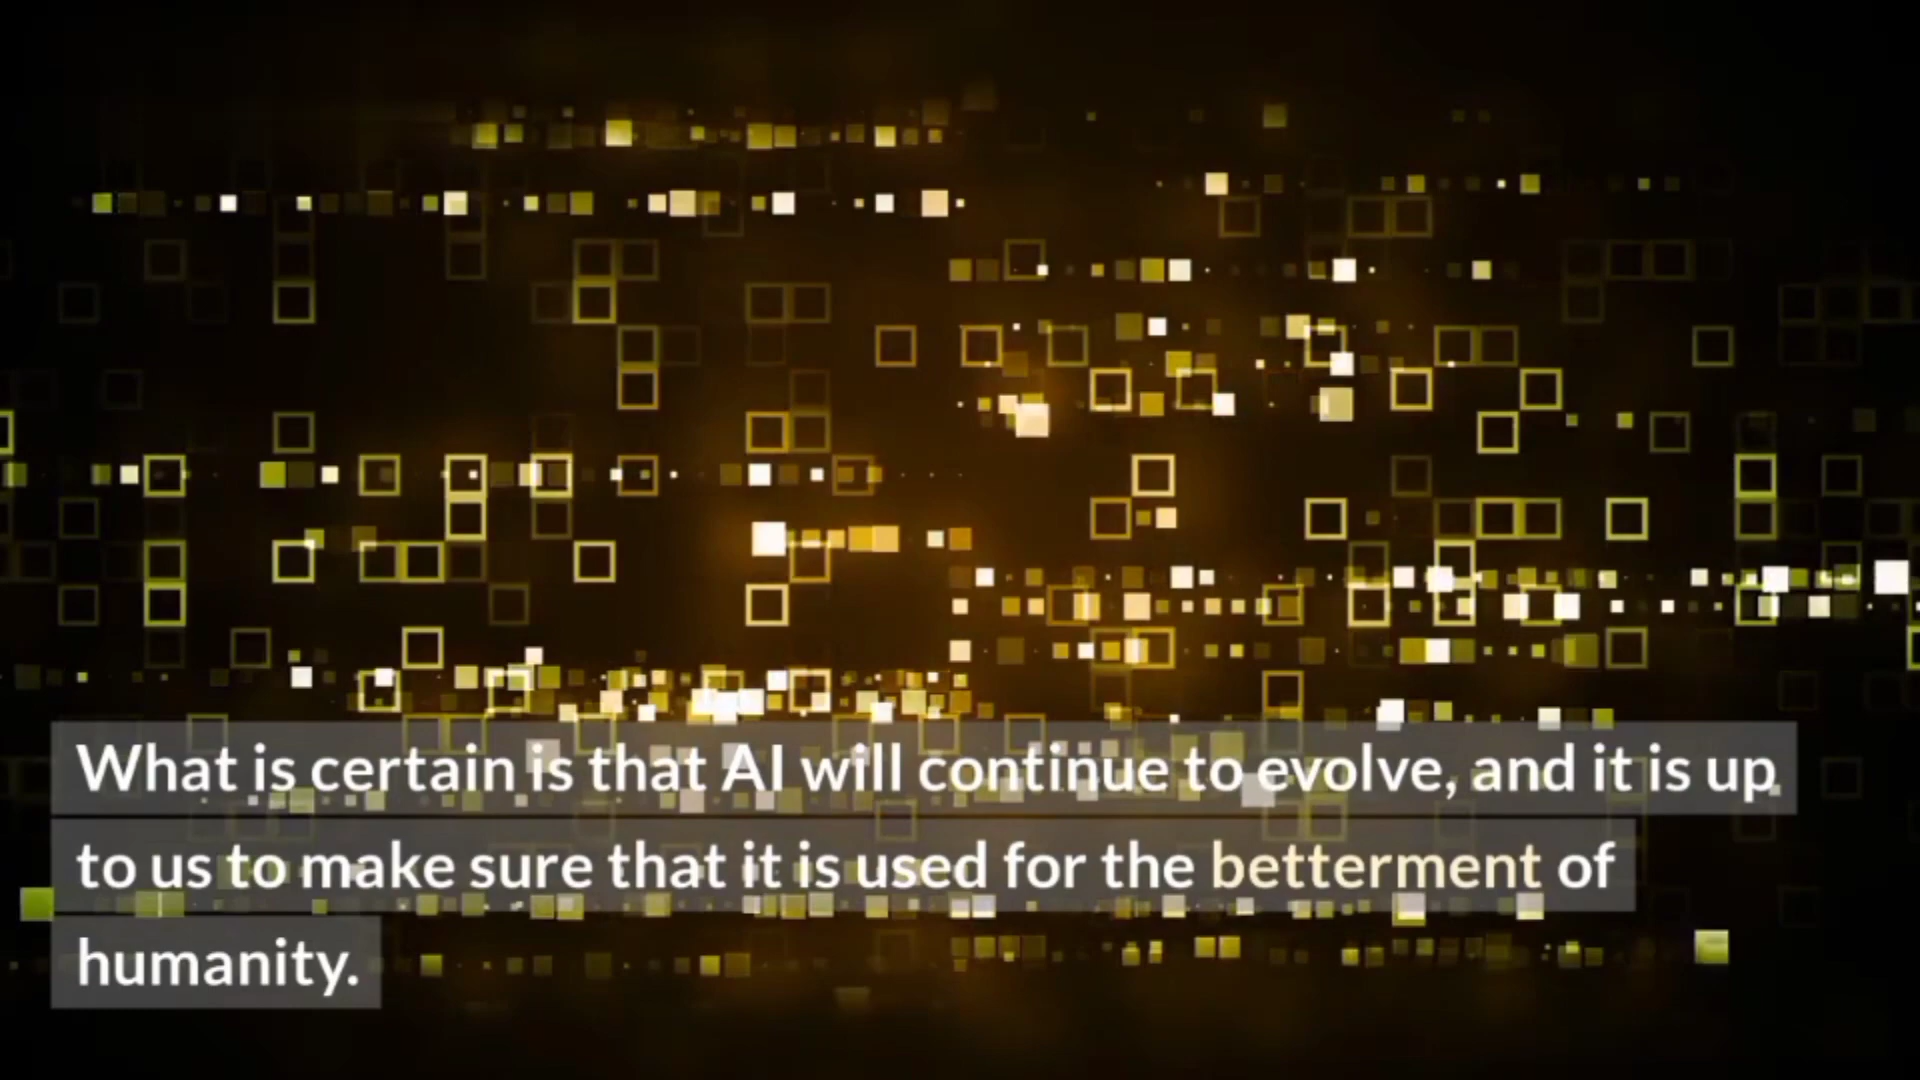 What is certain is that AI will continue to evolve, and it is up
to us to make sure that it is used for the betterment of
humanity.